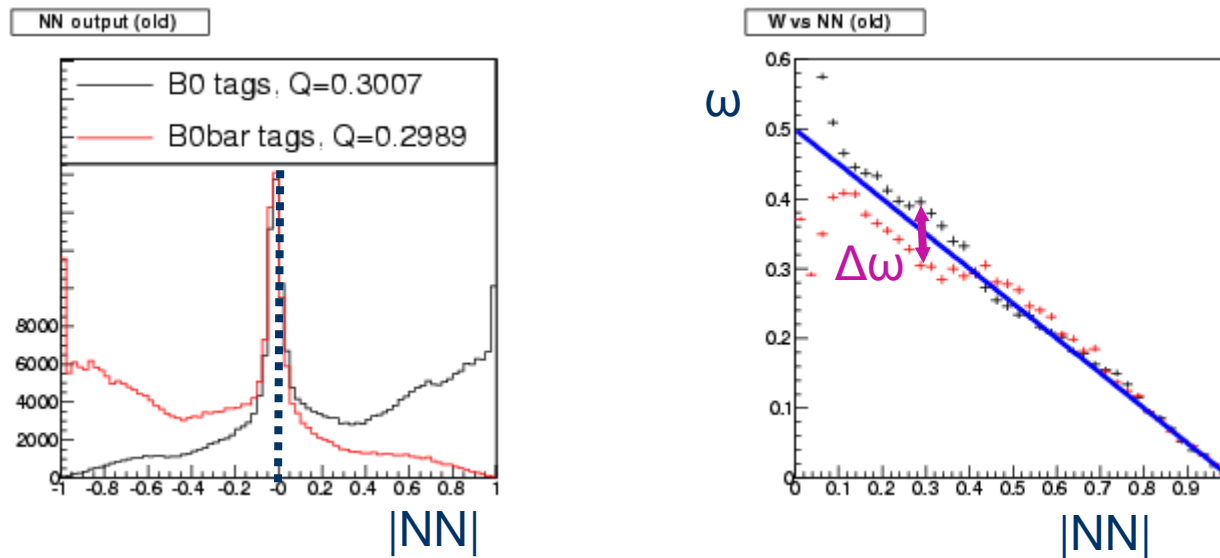 NN output (old)
B0 tags, Q=0.3007
B0bar tags, Q=0.2989
8000
6000
4000
2000
0
-1 -0.8 -0.6 -0.4 -0.2 -0 0.2 0.4 0.6 0.8 1
|NN|
W vs NN (old)
ω
0.6
0.5
0.4
0.3
0.2
0.1
0
Δω
0 0.1 0.2 0.3 0.4 0.5 0.6 0.7 0.8 0.9
|NN|